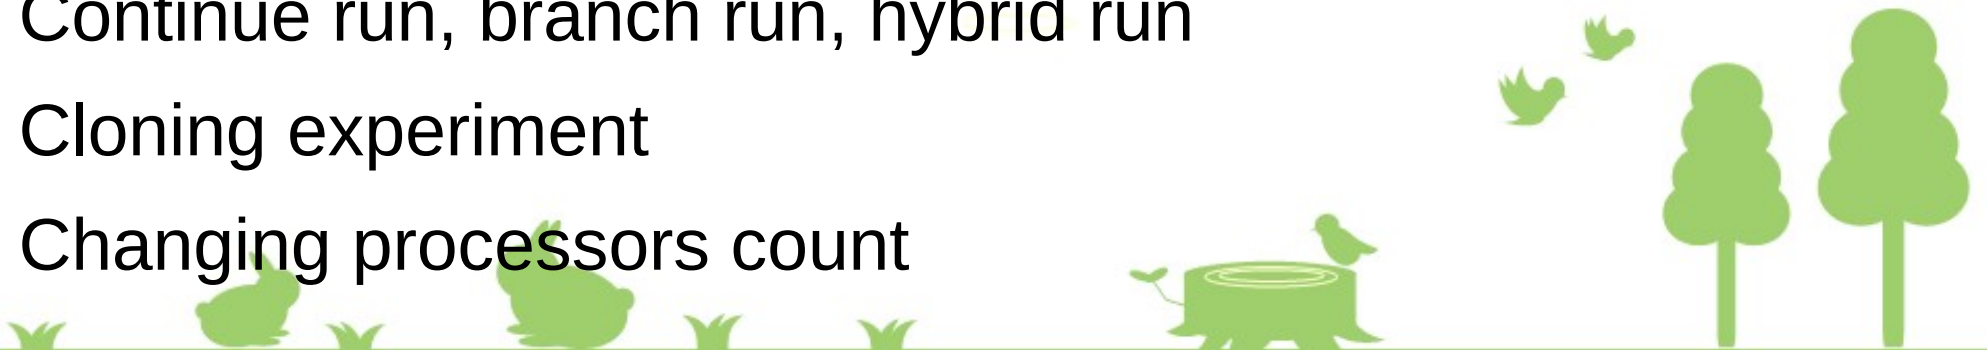 Continue run, branch run, hybrid run
Cloning experiment
Changing processors count